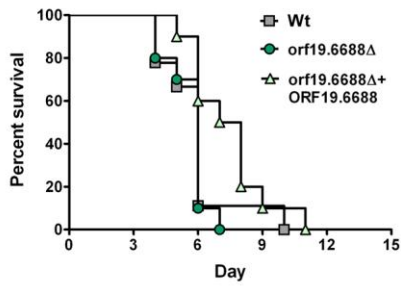 100
80
60
40
20
0
Percent survival
0 3 6 9 12 15
Day
Wt
orf19.6688Δ
orf19.6688Δ+
ORF19.6688